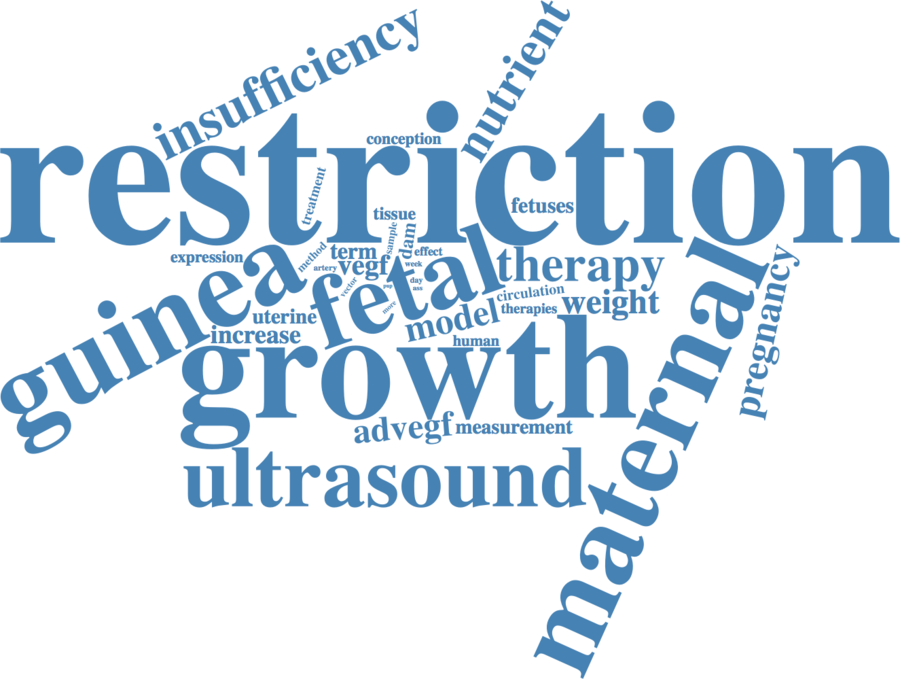 insufficiency
nutrient
restriction
conception
treatment
tissue
fetuses
sample
dam
expression
method
term
effect
guinea
artery
vegf
week
fetal
therapy
vector
pup
day
ass
more
circulation
therapies
weight
maternal
pregnancy
uterine
model
increase
human
growth
advegf
measurement
ultrasound